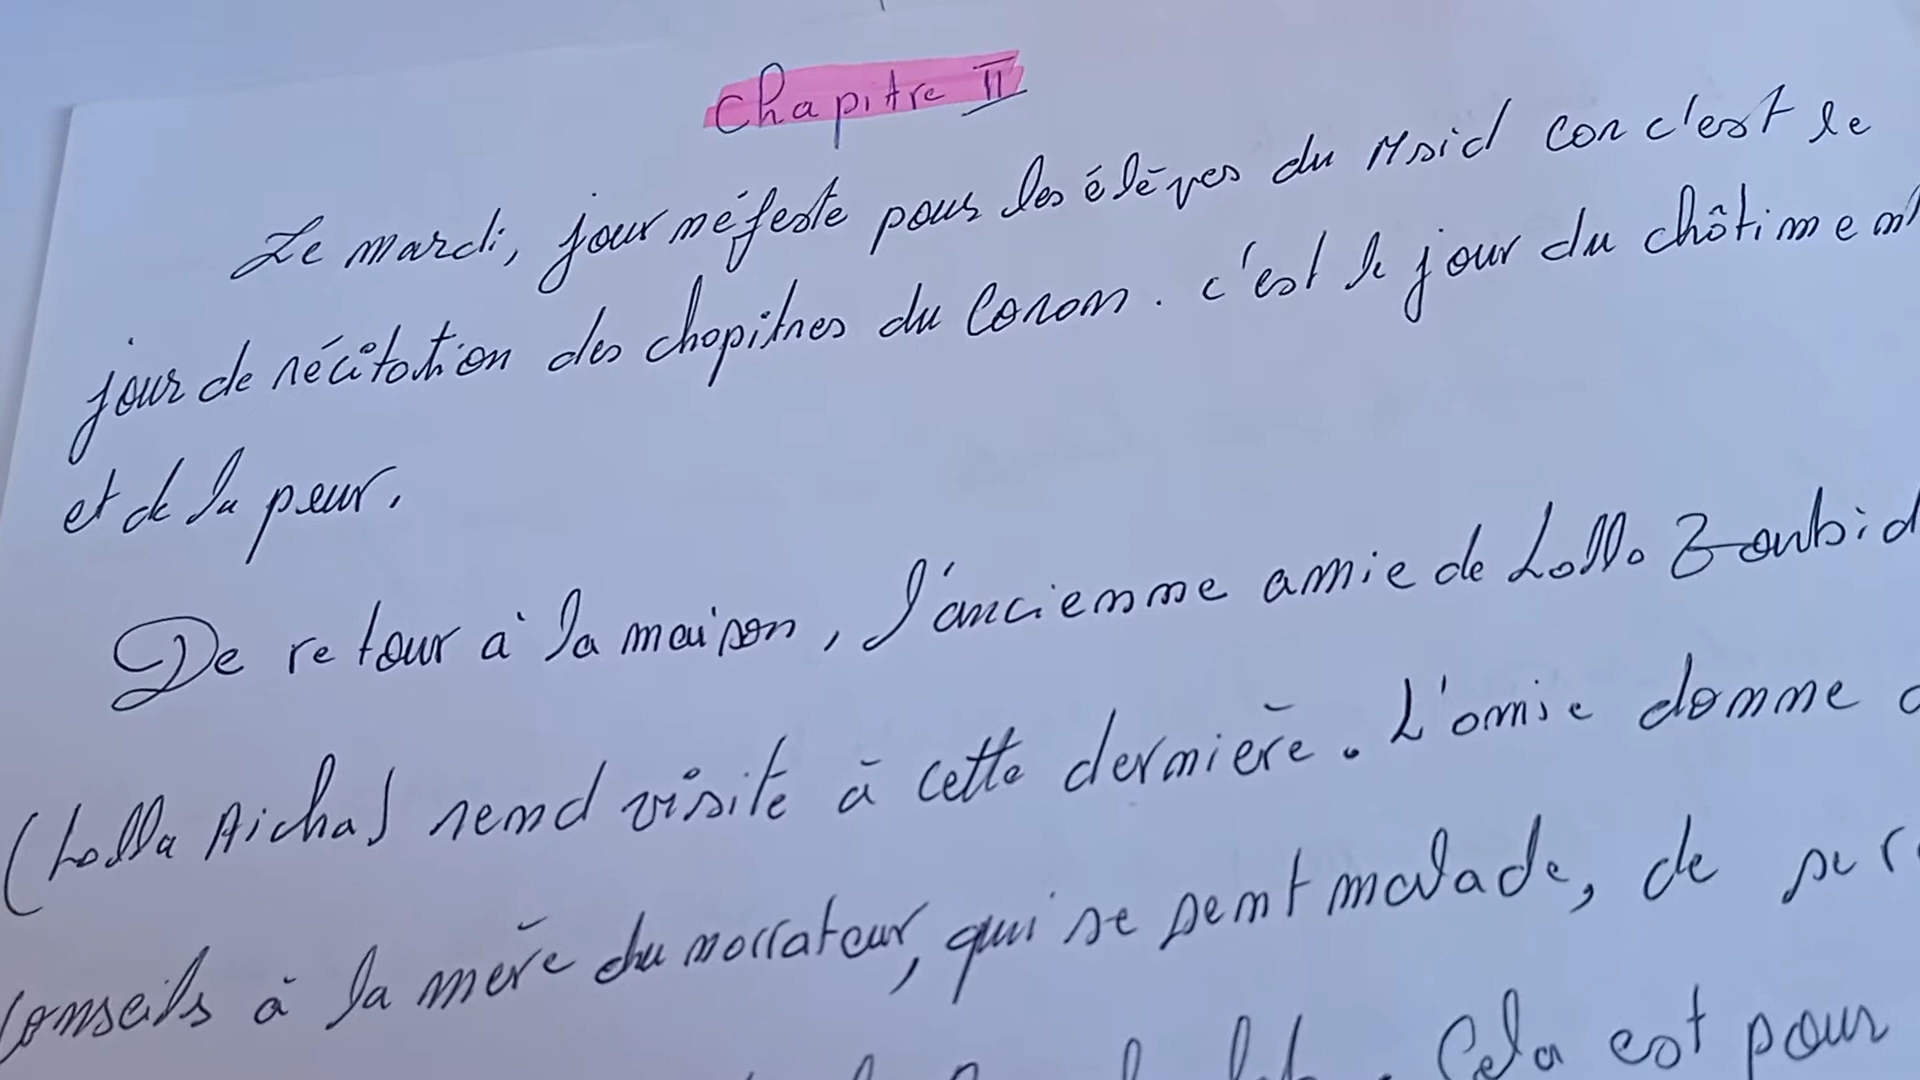 Chapitre II
Le mardi, jour néfeste pour les élèves du Msid car c'est le
jour de récitation des chapitres du Coran. c'est le jour du châtiment
et de la peur.
De retour à la maison, l'ancienne amie de Lalla Zoubid
(Lalla Aicha) rend visite à cette dernière. L'amie donne
conseils à la mère du narrateur, qui se sent malade, de
Cela est pour